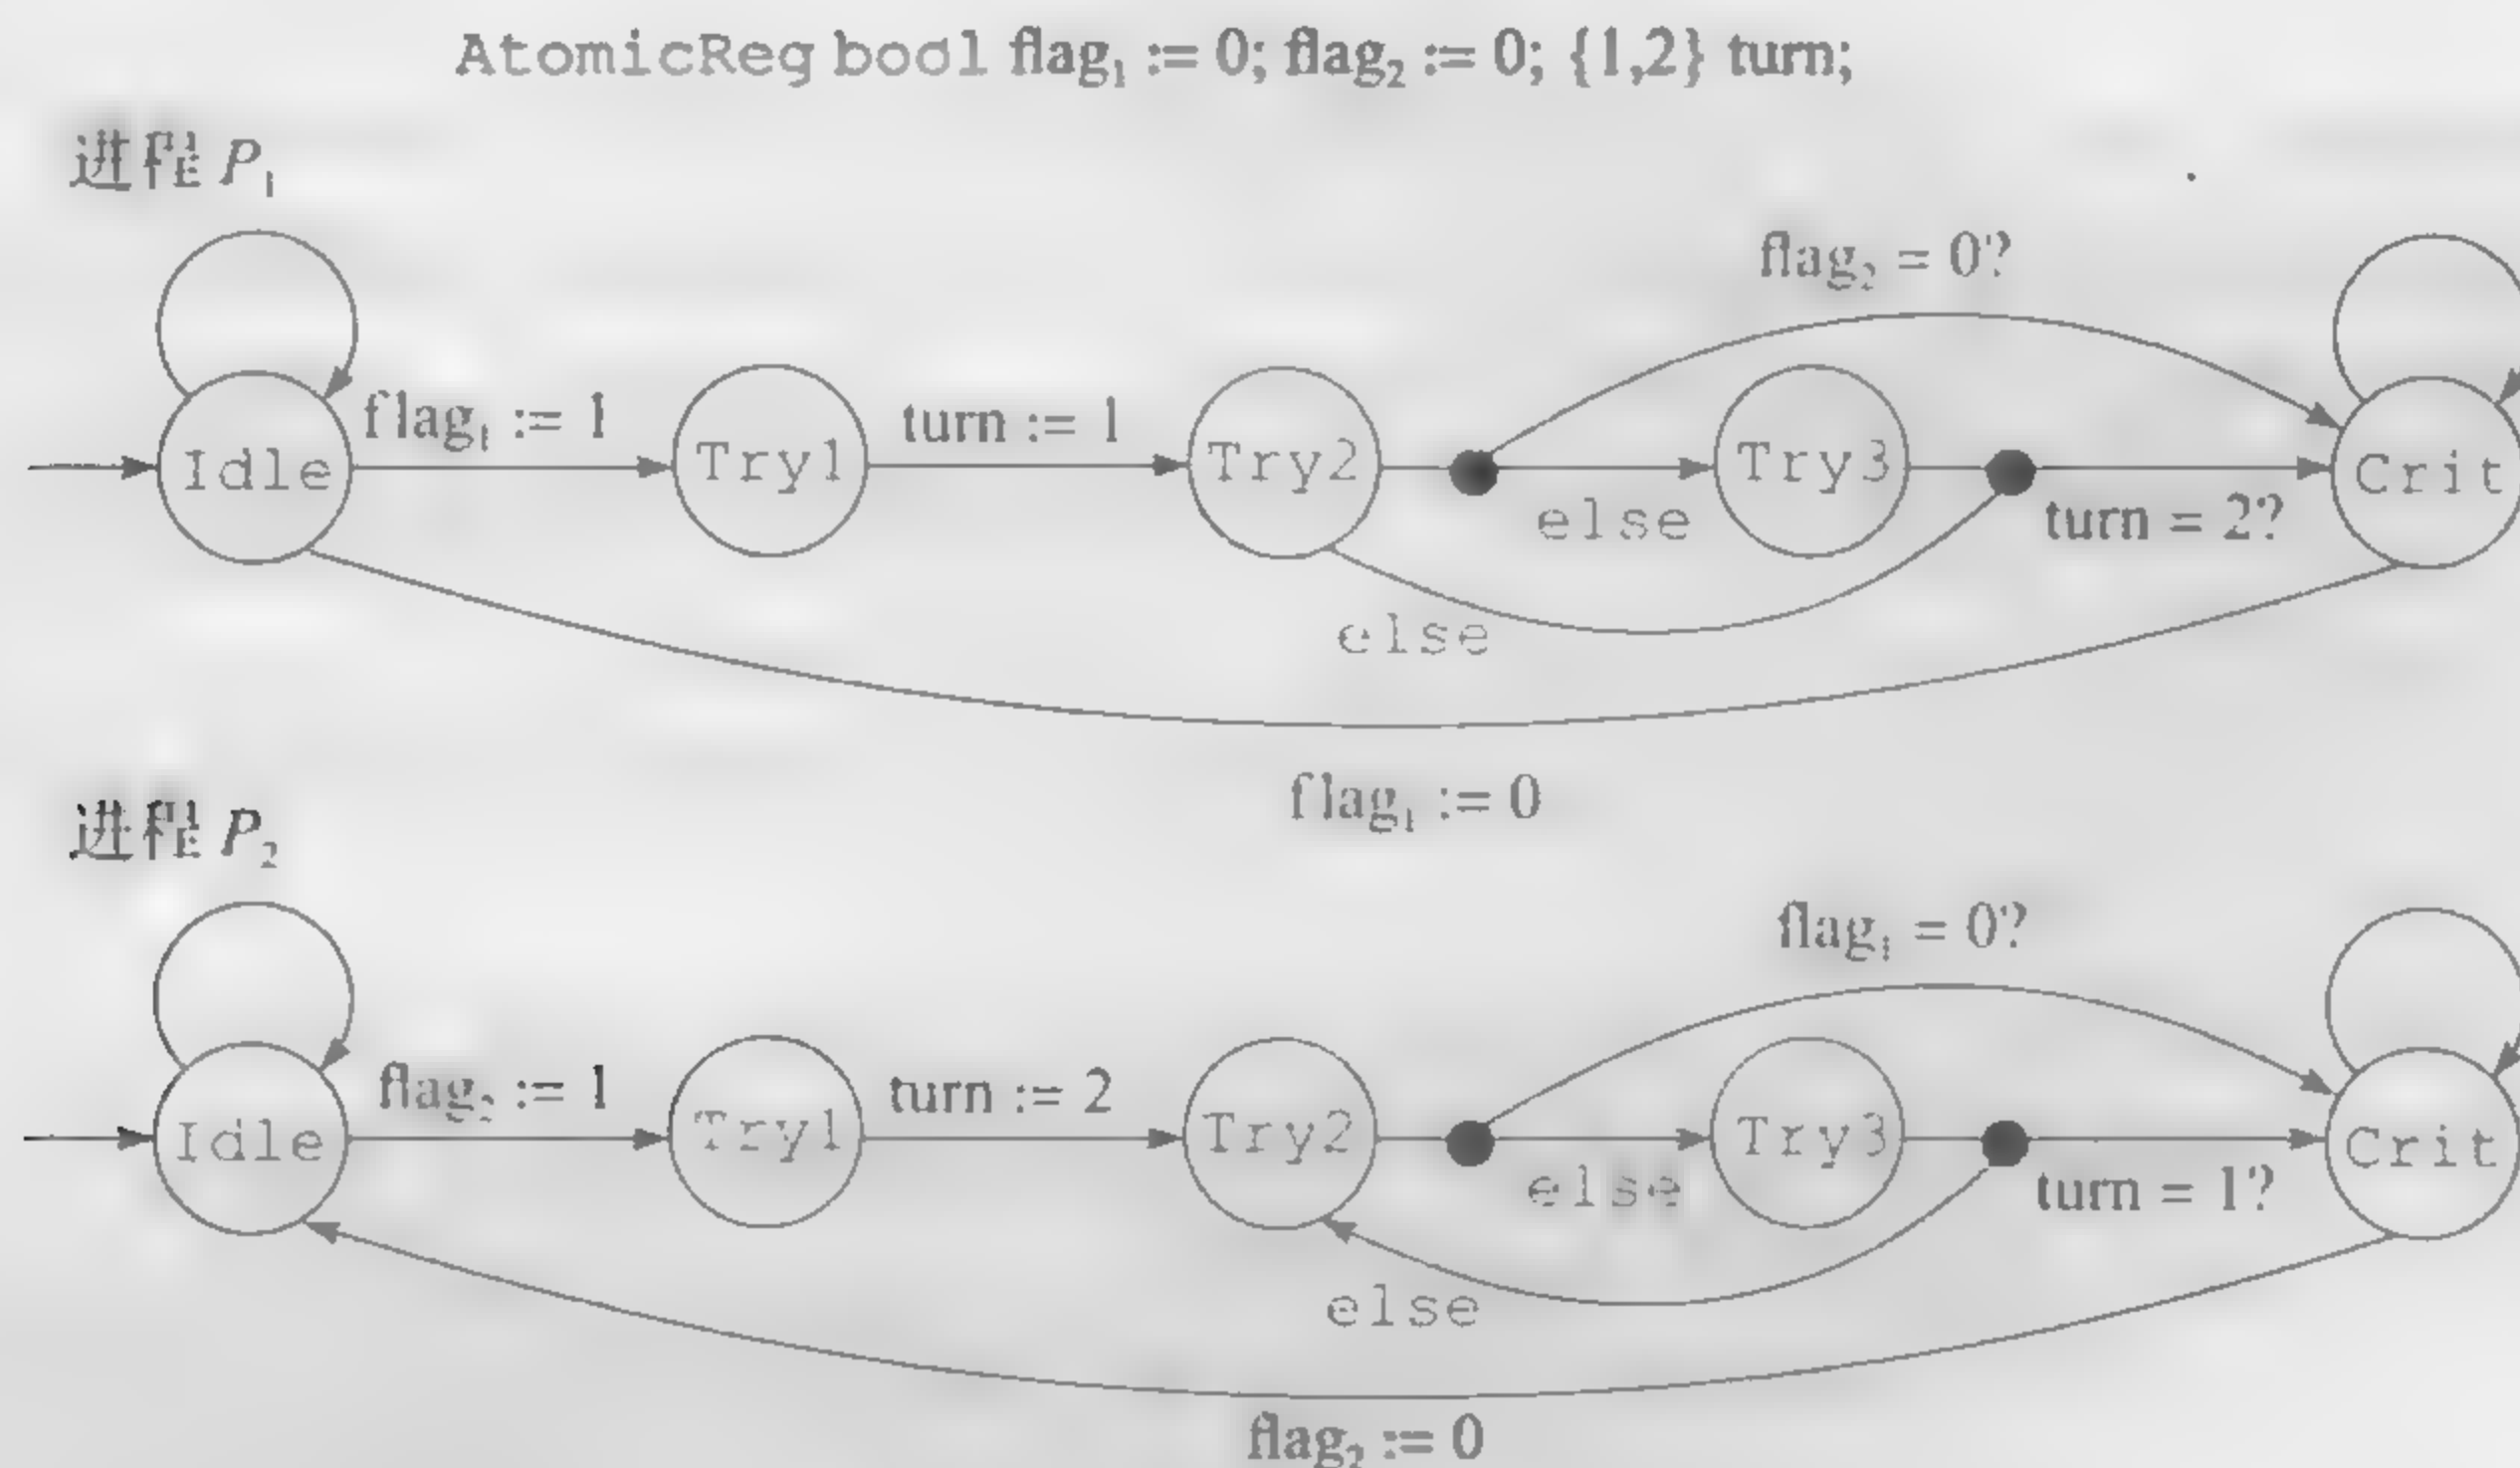 AtomicReg bool flag₁ := 0; flag₂ := 0; {1,2} turn;
进程 P₁
flag₂ = 0?
flag₁ := 1
turn := 1
Idle
Try1
Try2
Try3
Crit
else
turn = 2?
else
flag₁ := 0
进程 P₂
flag₁ = 0?
flag₂ := 1
turn := 2
Idle
Try1
Try2
Try3
Crit
else
turn = 1?
else
flag₂ := 0